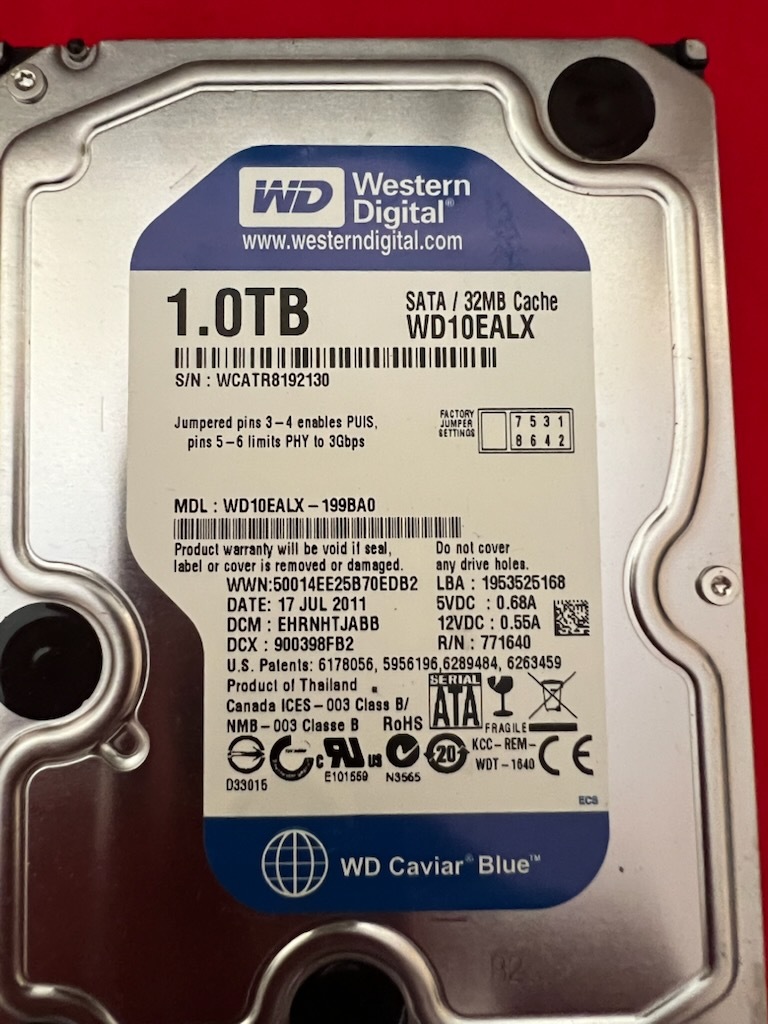 WD Western Digital®
www.westerndigital.com
1.0TB
SATA / 32MB Cache
WD10EALX
S/N : WCATR8192130
Jumpered pins 3-4 enables PUIS,
pins 5-6 limits PHY to 3Gbps
FACTORY JUMPER SETTINGS
7 5 3 1
8 6 4 2
MDL : WD10EALX-199BA0
Product warranty will be void if seal,
label or cover is removed or damaged.
Do not cover
any drive holes.
WWN:50014EE25B70EDB2
DATE: 17 JUL 2011
DCM : EHRNHTJABB
DCX : 900398FB2
LBA : 1953525168
5VDC : 0.68A
12VDC : 0.55A
R/N : 771640
U.S. Patents: 6178056, 5956196,6289484, 6263459
Product of Thailand
Canada ICES-003 Class B/
NMB-003 Classe B RoHS
SERIAL
ATA
FRAGILE
D33015
c us
E101559
N3565
20
KCC-REM-
WDT-1640
CE
ECS
WD Caviar® Blue™